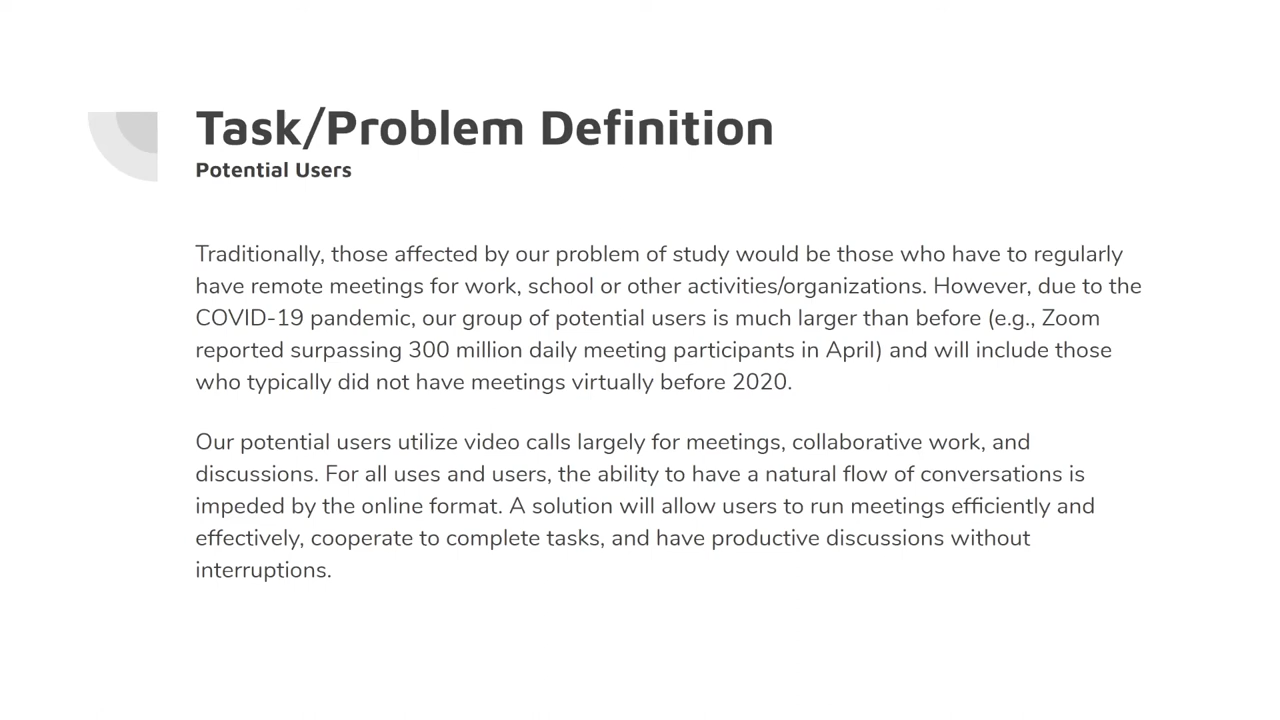 Task/Problem Definition
Potential Users
Traditionally, those affected by our problem of study would be those who have to regularly
have remote meetings for work, school or other activities/organizations. However, due to the
COVID-19 pandemic, our group of potential users is much larger than before (e.g., Zoom
reported surpassing 300 million daily meeting participants in April) and will include those
who typically did not have meetings virtually before 2020.
Our potential users utilize video calls largely for meetings, collaborative work, and
discussions. For all uses and users, the ability to have a natural flow of conversations is
impeded by the online format. A solution will allow users to run meetings efficiently and
effectively, cooperate to complete tasks, and have productive discussions without
interruptions.